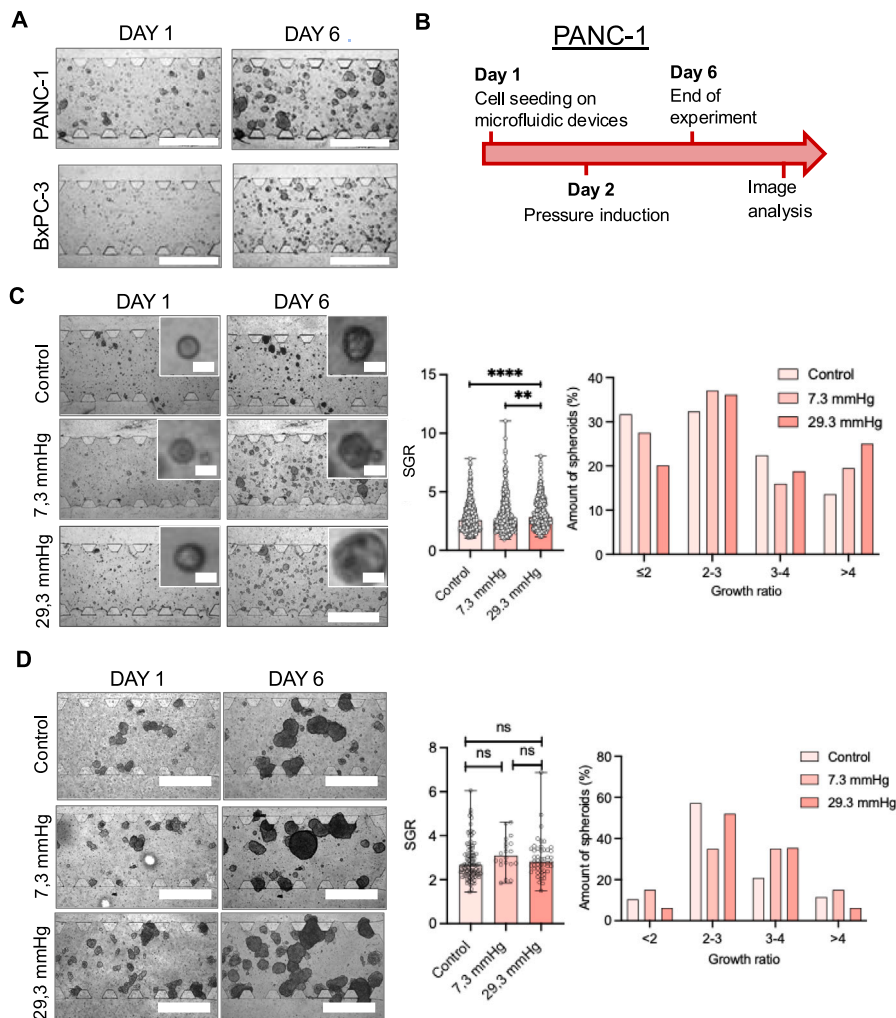 A
DAY 1
DAY 6
PANC-1
BxPC-3
B
PANC-1
Day 1
Cell seeding on
microfluidic devices
Day 6
End of
experiment
Day 2
Pressure induction
Image
analysis
C
DAY 1
DAY 6
Control
7,3 mmHg
29,3 mmHg
SGR
15
10
5
0
****
**
Control
7.3 mmHg
29.3 mmHg
Amount of spheroids (%)
40
30
20
10
0
≤2
2-3
3-4
>4
Growth ratio
Control
7.3 mmHg
29.3 mmHg
D
DAY 1
DAY 6
Control
7,3 mmHg
29,3 mmHg
SGR
8
6
4
2
0
ns
ns
ns
Control
7.3 mmHg
29.3 mmHg
Amount of spheroids (%)
80
60
40
20
0
<2
2-3
3-4
>4
Growth ratio
Control
7.3 mmHg
29.3 mmHg